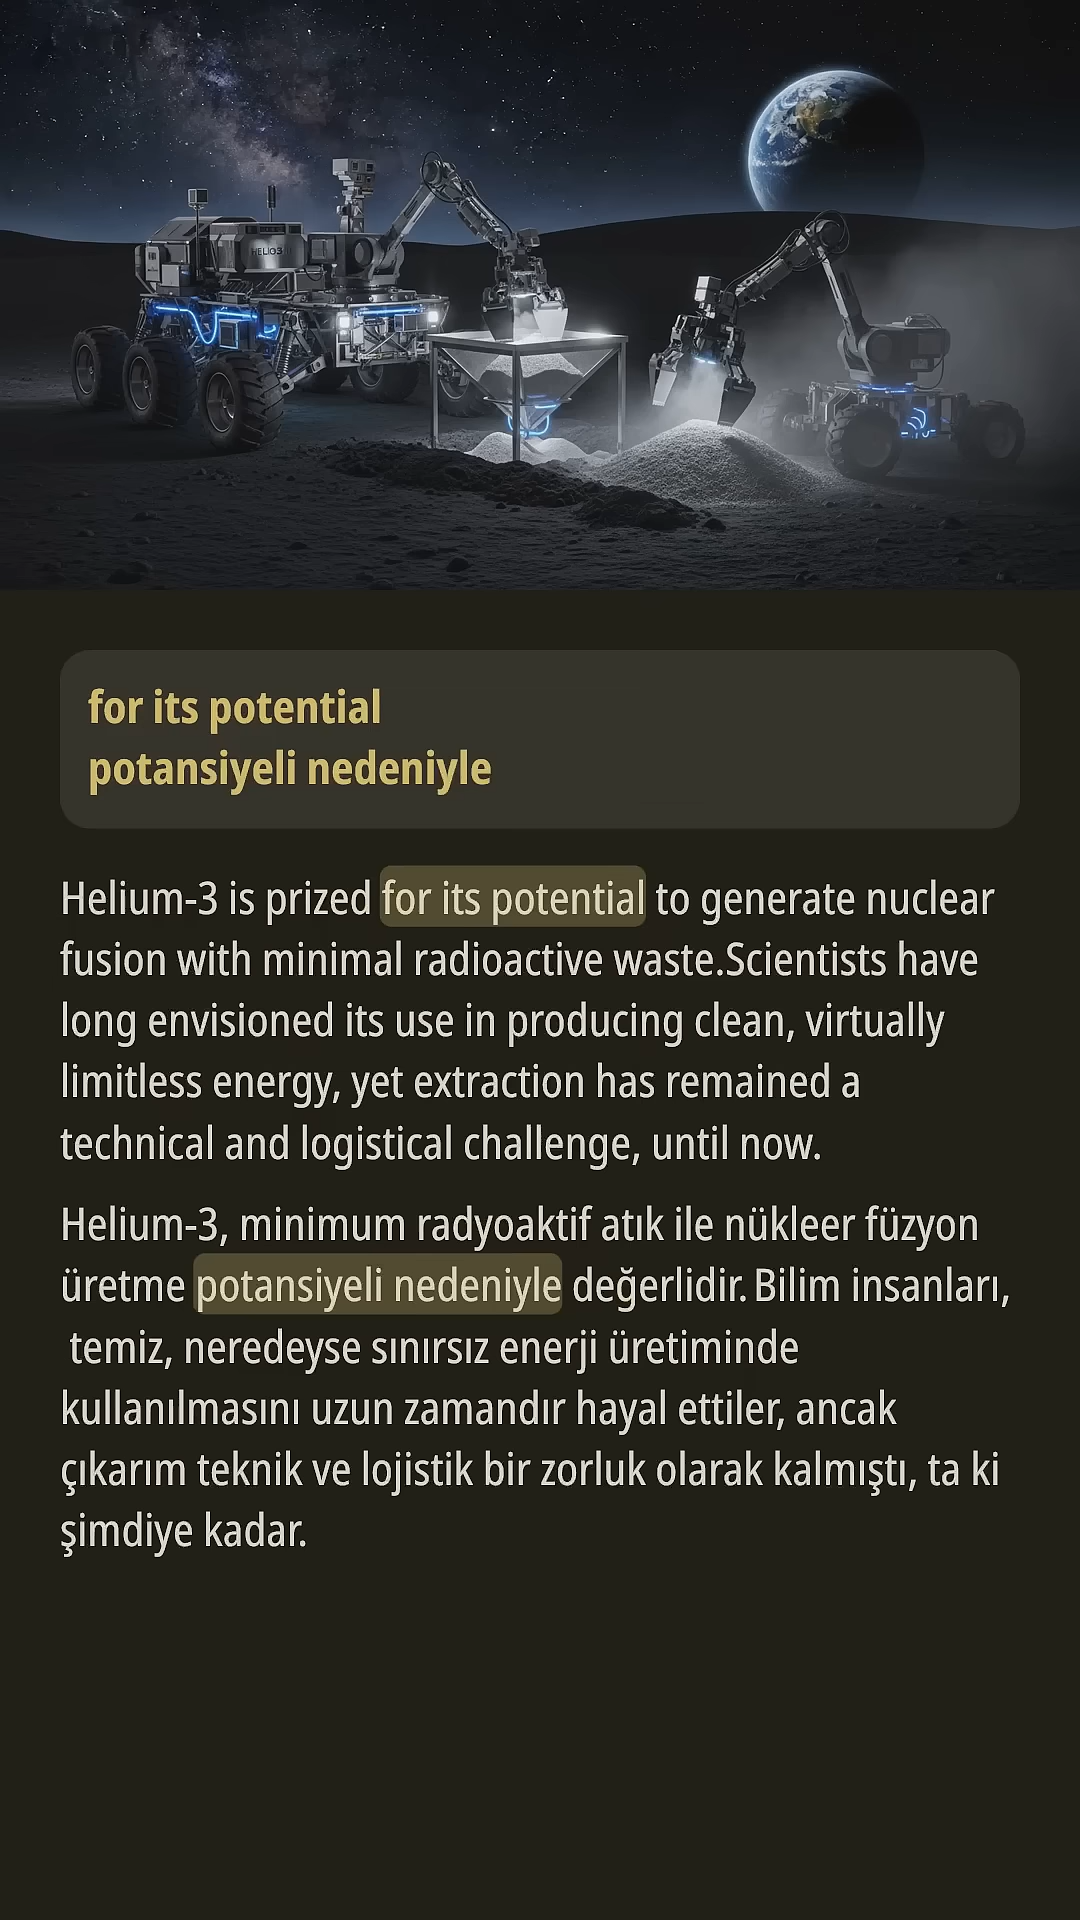 HELIOS
for its potential
potansiyeli nedeniyle
Helium-3 is prized for its potential to generate nuclear
fusion with minimal radioactive waste.Scientists have
long envisioned its use in producing clean, virtually
limitless energy, yet extraction has remained a
technical and logistical challenge, until now.
Helium-3, minimum radyoaktif atık ile nükleer füzyon
üretme potansiyeli nedeniyle değerlidir. Bilim insanları,
temiz, neredeyse sınırsız enerji üretiminde
kullanılmasını uzun zamandır hayal ettiler, ancak
çıkarım teknik ve lojistik bir zorluk olarak kalmıştı, ta ki
şimdiye kadar.